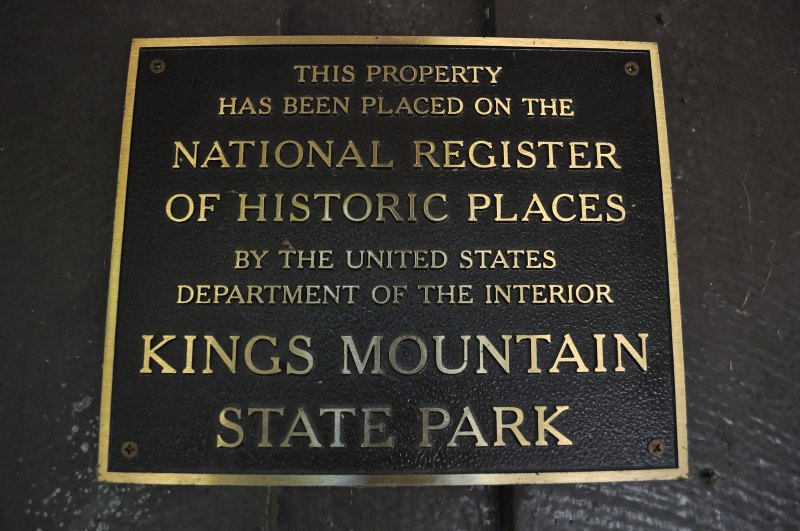 THIS PROPERTY
HAS BEEN PLACED ON THE
NATIONAL REGISTER
OF HISTORIC PLACES
BY THE UNITED STATES
DEPARTMENT OF THE INTERIOR
KINGS MOUNTAIN
STATE PARK